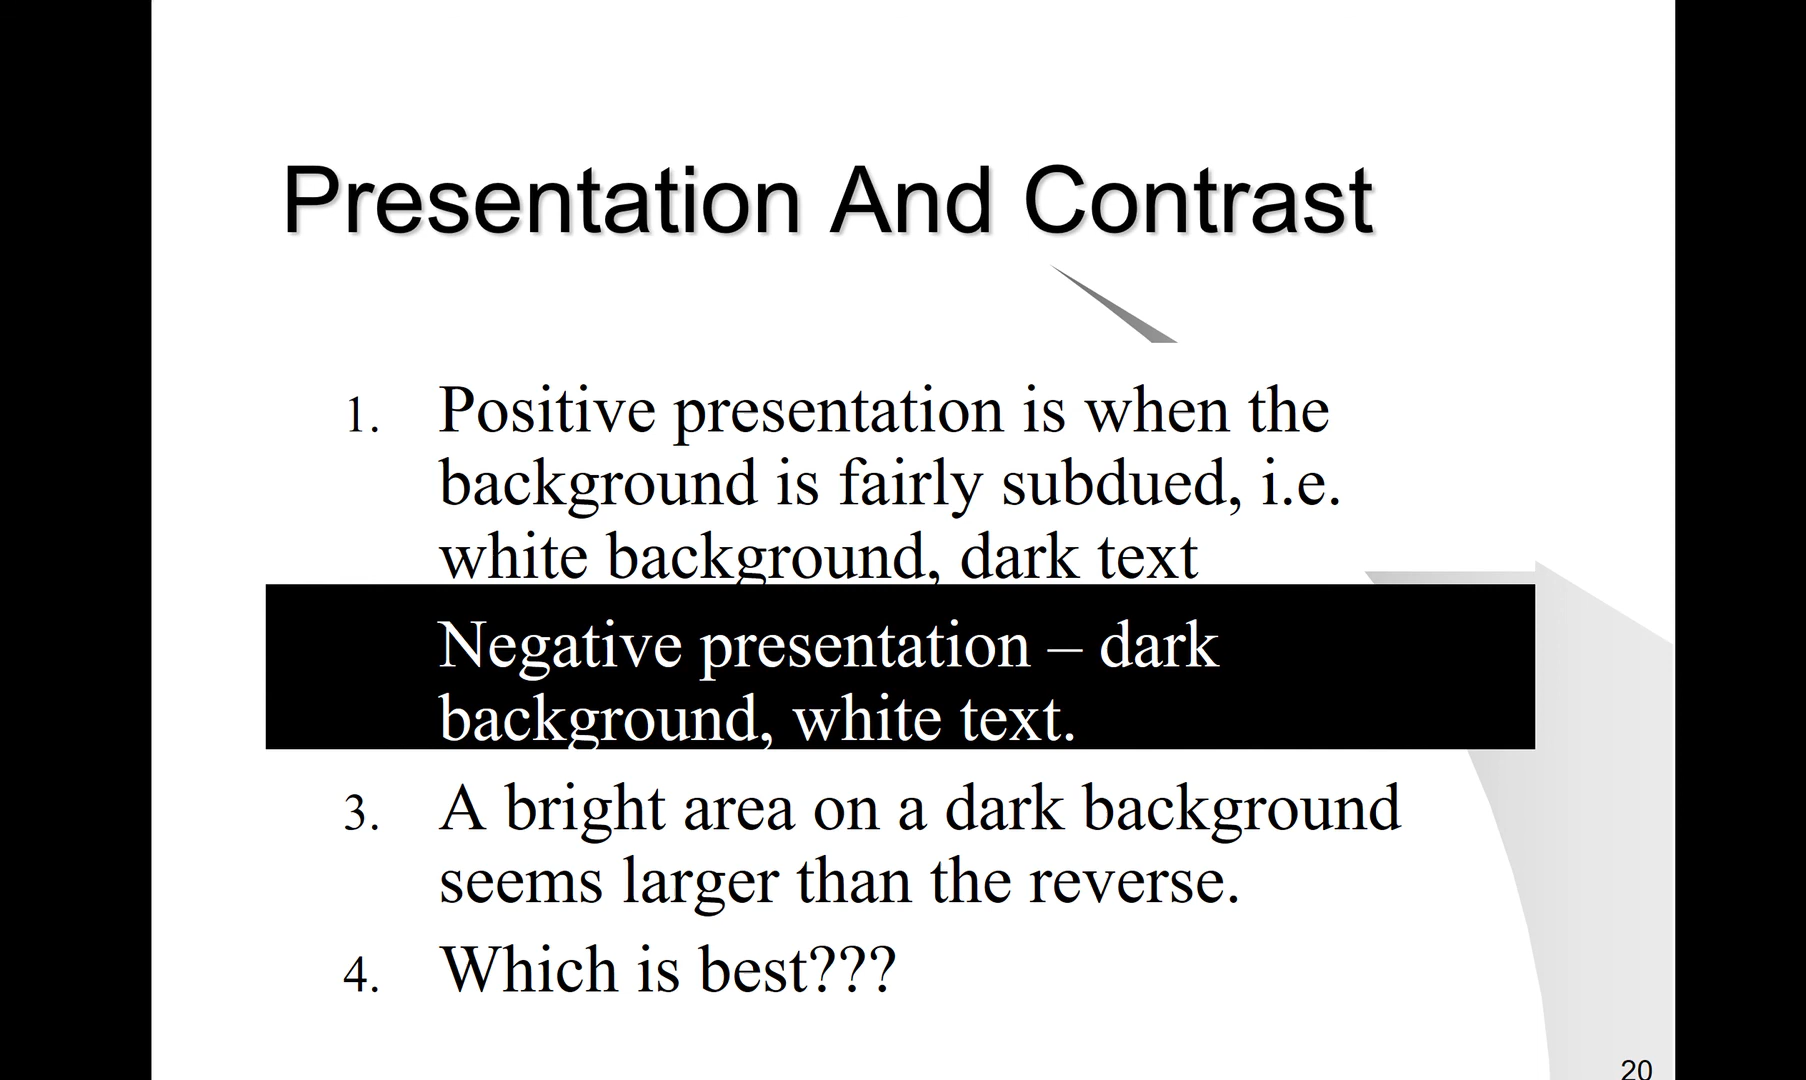 Presentation And Contrast
1. Positive presentation is when the
background is fairly subdued, i.e.
white background, dark text
Negative presentation – dark
background, white text.
3. A bright area on a dark background
seems larger than the reverse.
4. Which is best???
20